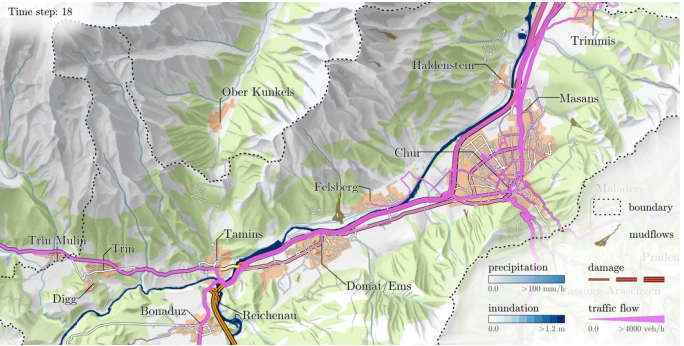 Time step: 18
Trimmis
Haldenstein
Ober Kunkels
Masans
Chur
Felsberg
Maladers
boundary
Tamins
Trin Mulin
Trin
mudflows
Domat/Ems
precipitation
damage
0.0
>100 mm/h
Digg
Bonaduz
Reichenau
inundation
traffic flow
0.0
>1.2 m
0.0
>4000 veh/h